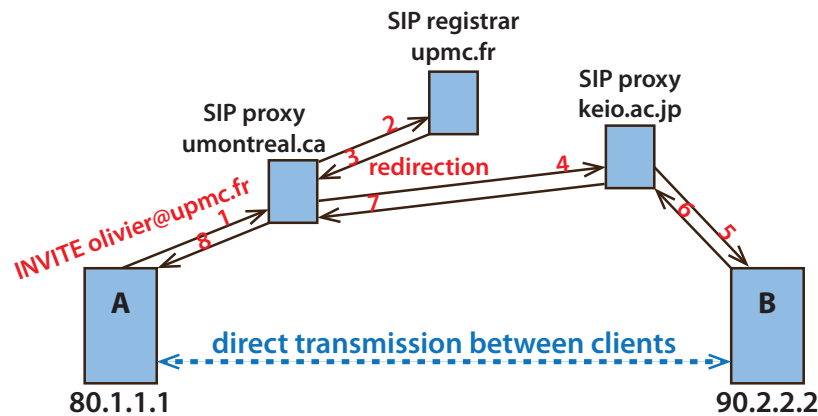 SIP registrar
upmc.fr
SIP proxy
keio.ac.jp
SIP proxy
umontreal.ca
2
3
redirection
4
7
INVITE olivier@upmc.fr
1
8
6
5
A
B
direct transmission between clients
80.1.1.1
90.2.2.2